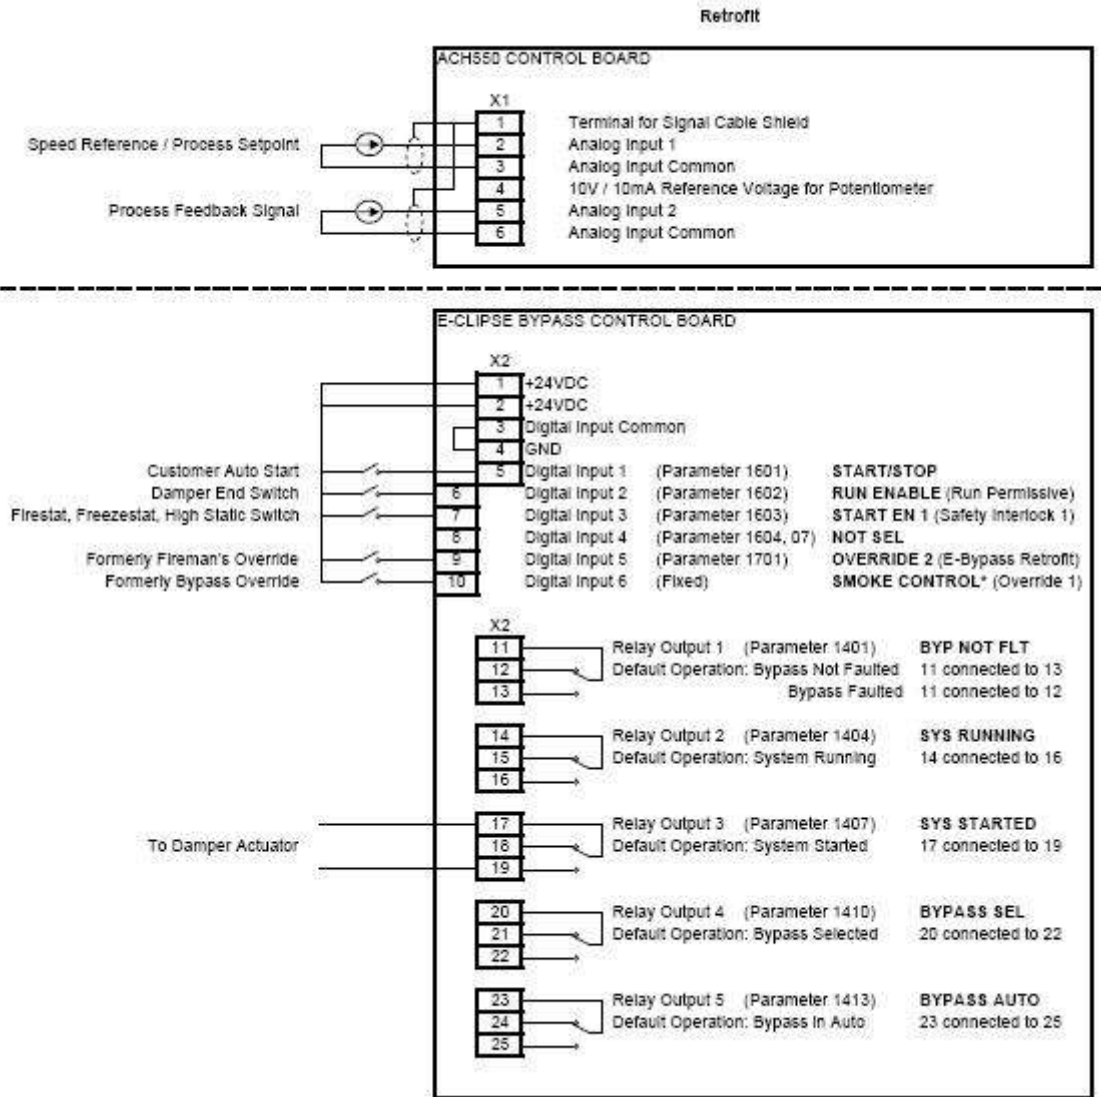 Retrofit
ACH550 CONTROL BOARD
X1
1 Terminal for Signal Cable Shield
Speed Reference / Process Setpoint 2 Analog Input 1
3 Analog Input Common
4 10V / 10mA Reference Voltage for Potentiometer
Process Feedback Signal 5 Analog Input 2
6 Analog Input Common
E-CLIPSE BYPASS CONTROL BOARD
X2
1 +24VDC
2 +24VDC
3 Digital Input Common
4 GND
Customer Auto Start 5 Digital Input 1 (Parameter 1601) START/STOP
Damper End Switch 6 Digital Input 2 (Parameter 1602) RUN ENABLE (Run Permissive)
Firestat, Freezestat, High Static Switch 7 Digital Input 3 (Parameter 1603) START EN 1 (Safety Interlock 1)
8 Digital Input 4 (Parameter 1604, 07) NOT SEL
Formerly Fireman's Override 9 Digital Input 5 (Parameter 1701) OVERRIDE 2 (E-Bypass Retrofit)
Formerly Bypass Override 10 Digital Input 6 (Fixed) SMOKE CONTROL* (Override 1)
X2
11 Relay Output 1 (Parameter 1401) BYP NOT FLT
12 Default Operation: Bypass Not Faulted 11 connected to 13
13 Bypass Faulted 11 connected to 12
14 Relay Output 2 (Parameter 1404) SYS RUNNING
15 Default Operation: System Running 14 connected to 16
16
17 Relay Output 3 (Parameter 1407) SYS STARTED
To Damper Actuator 18 Default Operation: System Started 17 connected to 19
19
20 Relay Output 4 (Parameter 1410) BYPASS SEL
21 Default Operation: Bypass Selected 20 connected to 22
22
23 Relay Output 5 (Parameter 1413) BYPASS AUTO
24 Default Operation: Bypass In Auto 23 connected to 25
25